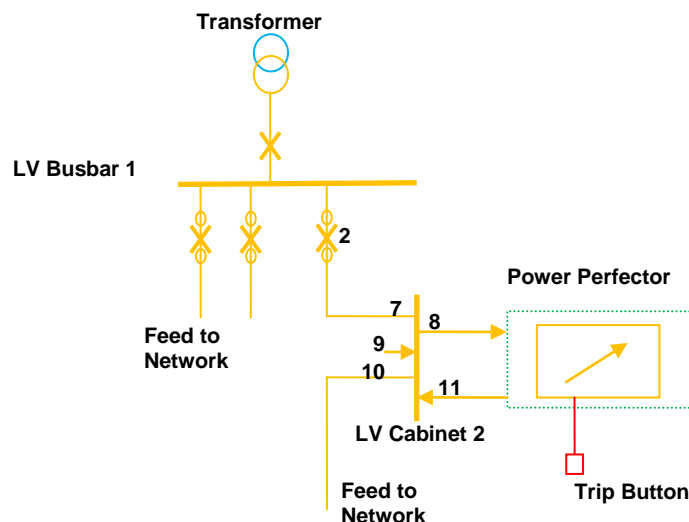 Transformer
LV Busbar 1
2
Power Perfector
7
8
Feed to
Network
9
10
11
LV Cabinet 2
Feed to
Network
Trip Button